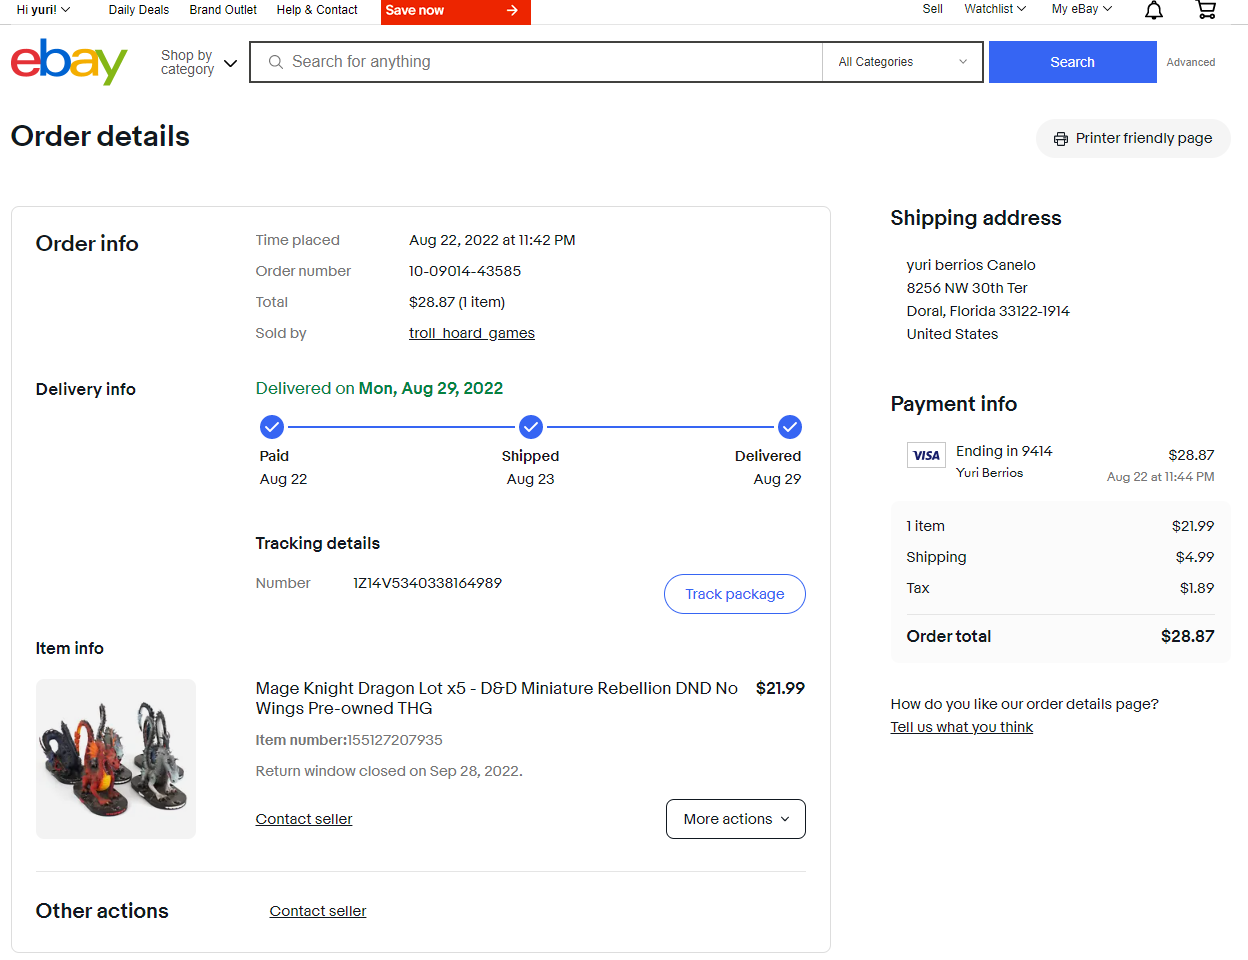 Hi yuri!
Daily Deals
Brand Outlet
Help & Contact
Save now
Sell
Watchlist
My eBay
ebay
Shop by
category
Search for anything
All Categories
Search
Advanced
Order details
Printer friendly page
Order info
Time placed Aug 22, 2022 at 11:42 PM
Order number 10-09014-43585
Total $28.87 (1 item)
Sold by troll_hoard_games
Delivery info
Delivered on Mon, Aug 29, 2022
Paid Shipped Delivered
Aug 22 Aug 23 Aug 29
Tracking details
Number 1Z14V5340338164989
Track package
Item info
Mage Knight Dragon Lot x5 - D&D Miniature Rebellion DND No $21.99
Wings Pre-owned THG
Item number:155127207935
Return window closed on Sep 28, 2022.
Contact seller
More actions
Other actions
Contact seller
Shipping address
yuri berrios Canelo
8256 NW 30th Ter
Doral, Florida 33122-1914
United States
Payment info
VISA
Ending in 9414 $28.87
Yuri Berrios Aug 22 at 11:44 PM
1 item $21.99
Shipping $4.99
Tax $1.89
Order total $28.87
How do you like our order details page?
Tell us what you think